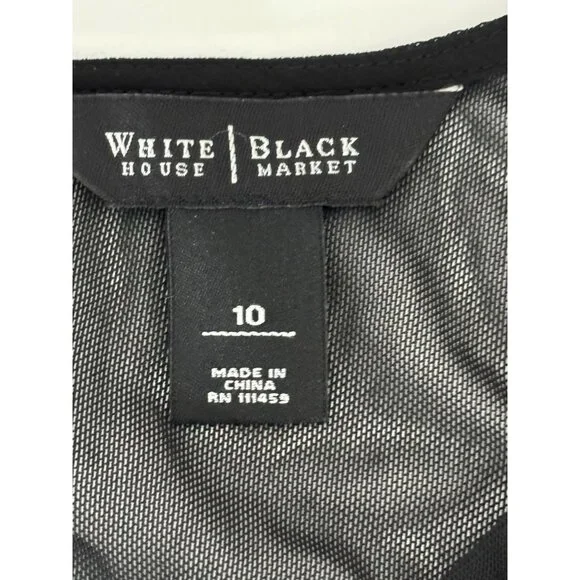 WHITE | BLACK
HOUSE | MARKET
10
MADE IN
CHINA
RN 111459